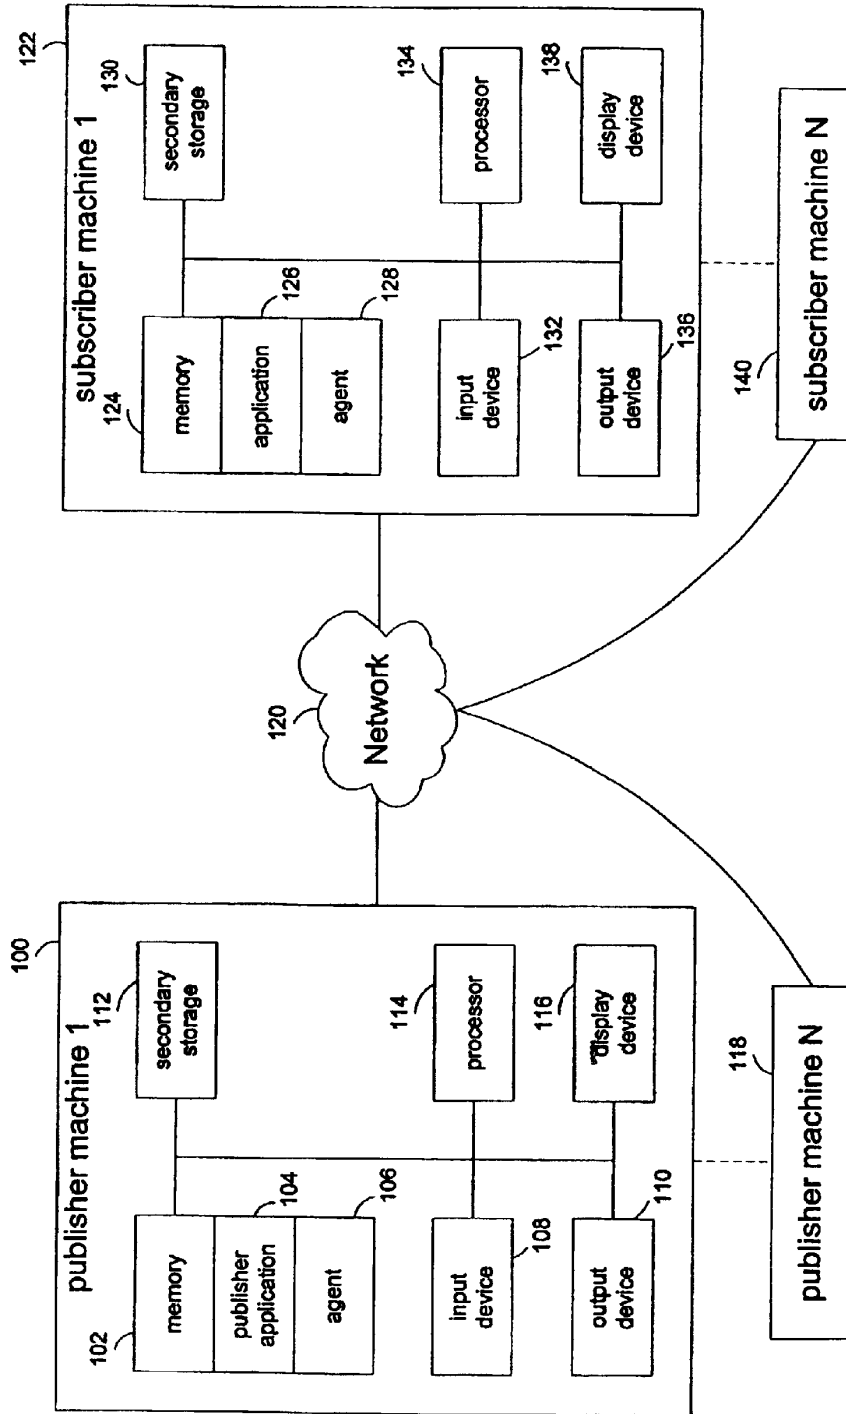 publisher machine 1
100
102
memory
publisher
application
104
agent
106
secondary
storage
112
input
device
108
processor
114
output
device
110
display
device
116
publisher machine N
118
Network
120
subscriber machine 1
122
124
memory
application
126
agent
128
secondary
storage
130
input
device
132
processor
134
output
device
136
display
device
138
subscriber machine N
140